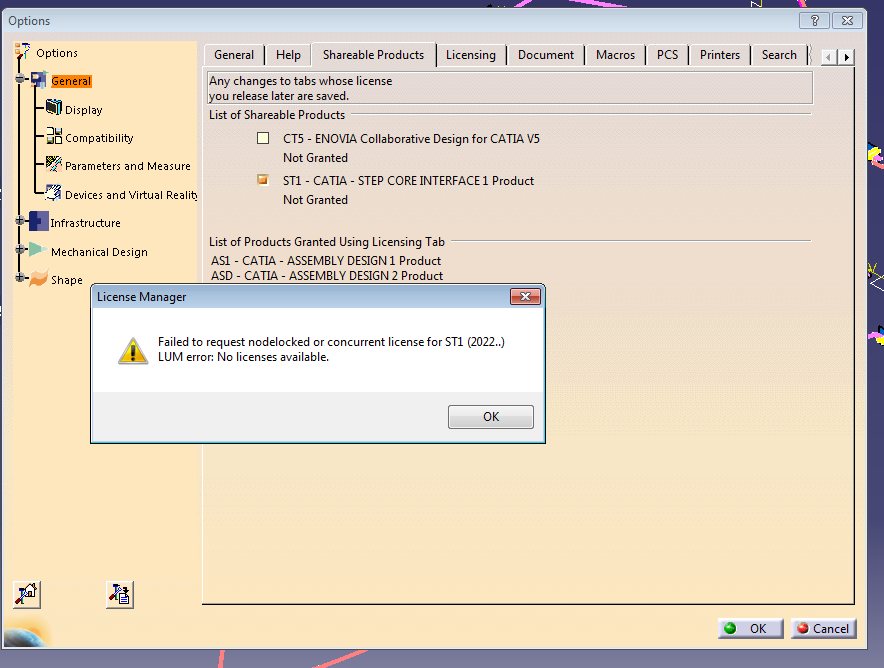 Options
Options
General
Display
Compatibility
Parameters and Measure
Devices and Virtual Reality
Infrastructure
Mechanical Design
Shape
General Help Shareable Products Licensing Document Macros PCS Printers Search
Any changes to tabs whose license
you release later are saved.
List of Shareable Products
CT5 - ENOVIA Collaborative Design for CATIA V5
Not Granted
ST1 - CATIA - STEP CORE INTERFACE 1 Product
Not Granted
List of Products Granted Using Licensing Tab
AS1 - CATIA - ASSEMBLY DESIGN 1 Product
ASD - CATIA - ASSEMBLY DESIGN 2 Product
License Manager
Failed to request nodelocked or concurrent license for ST1 (2022..)
LUM error: No licenses available.
OK
OK Cancel